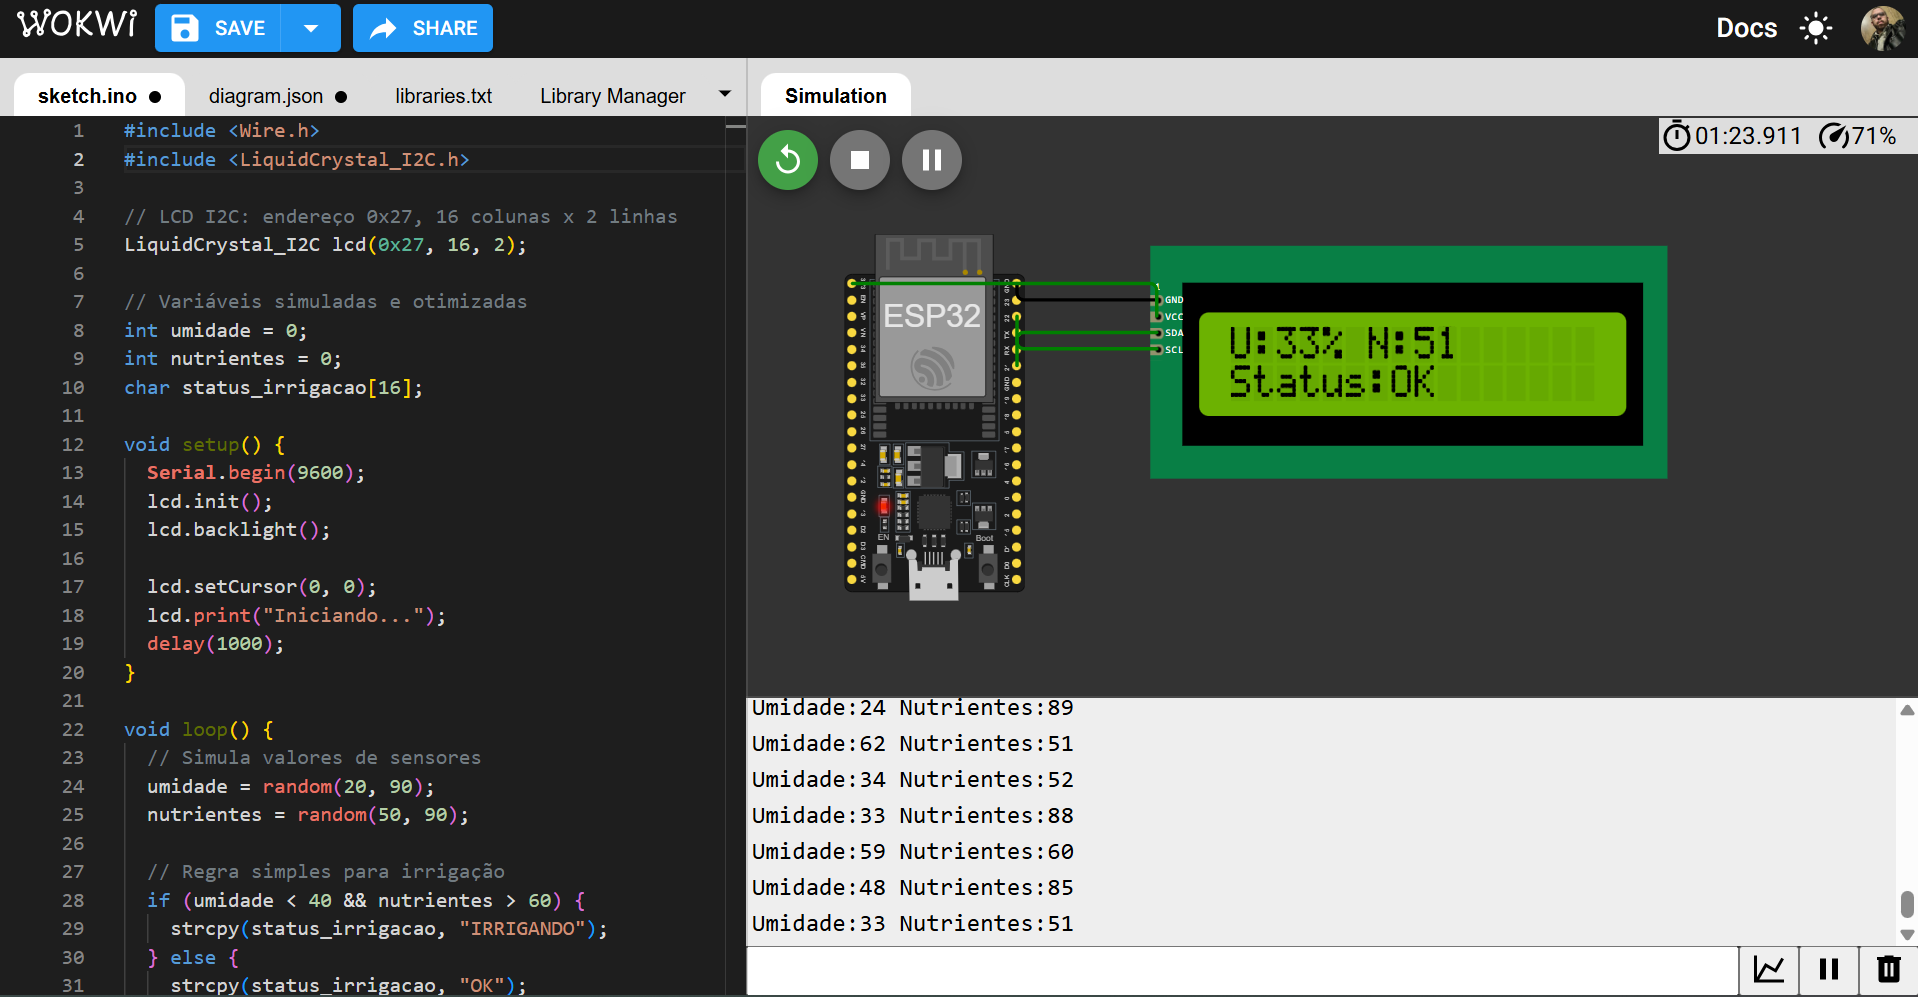 WOKWi SAVE SHARE Docs
sketch.ino ● diagram.json ● libraries.txt Library Manager
Simulation
01:23.911 71%
1 #include <Wire.h>
2 #include <LiquidCrystal_I2C.h>
3
4 // LCD I2C: endereço 0x27, 16 colunas x 2 linhas
5 LiquidCrystal_I2C lcd(0x27, 16, 2);
6
7 // Variáveis simuladas e otimizadas
8 int umidade = 0;
9 int nutrientes = 0;
10 char status_irrigacao[16];
11
12 void setup() {
13 Serial.begin(9600);
14 lcd.init();
15 lcd.backlight();
16
17 lcd.setCursor(0, 0);
18 lcd.print("Iniciando...");
19 delay(1000);
20 }
21
22 void loop() {
23 // Simula valores de sensores
24 umidade = random(20, 90);
25 nutrientes = random(50, 90);
26
27 // Regra simples para irrigação
28 if (umidade < 40 && nutrientes > 60) {
29 strcpy(status_irrigacao, "IRRIGANDO");
30 } else {
31 strcpy(status_irrigacao, "OK");
ESP32
EN
Boot
1
GND
VCC
SDA
SCL
U:33% N:51
Status:OK
Umidade:24 Nutrientes:89
Umidade:62 Nutrientes:51
Umidade:34 Nutrientes:52
Umidade:33 Nutrientes:88
Umidade:59 Nutrientes:60
Umidade:48 Nutrientes:85
Umidade:33 Nutrientes:51